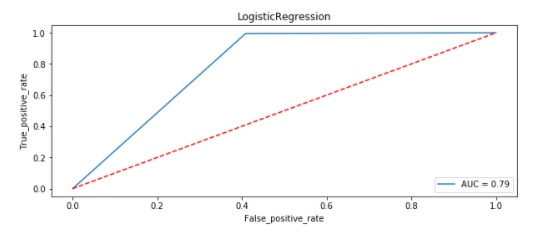 LogisticRegression
1.0
0.8
0.6
0.4
0.2
0.0
True_positive_rate
AUC = 0.79
0.0 0.2 0.4 0.6 0.8 1.0
False_positive_rate